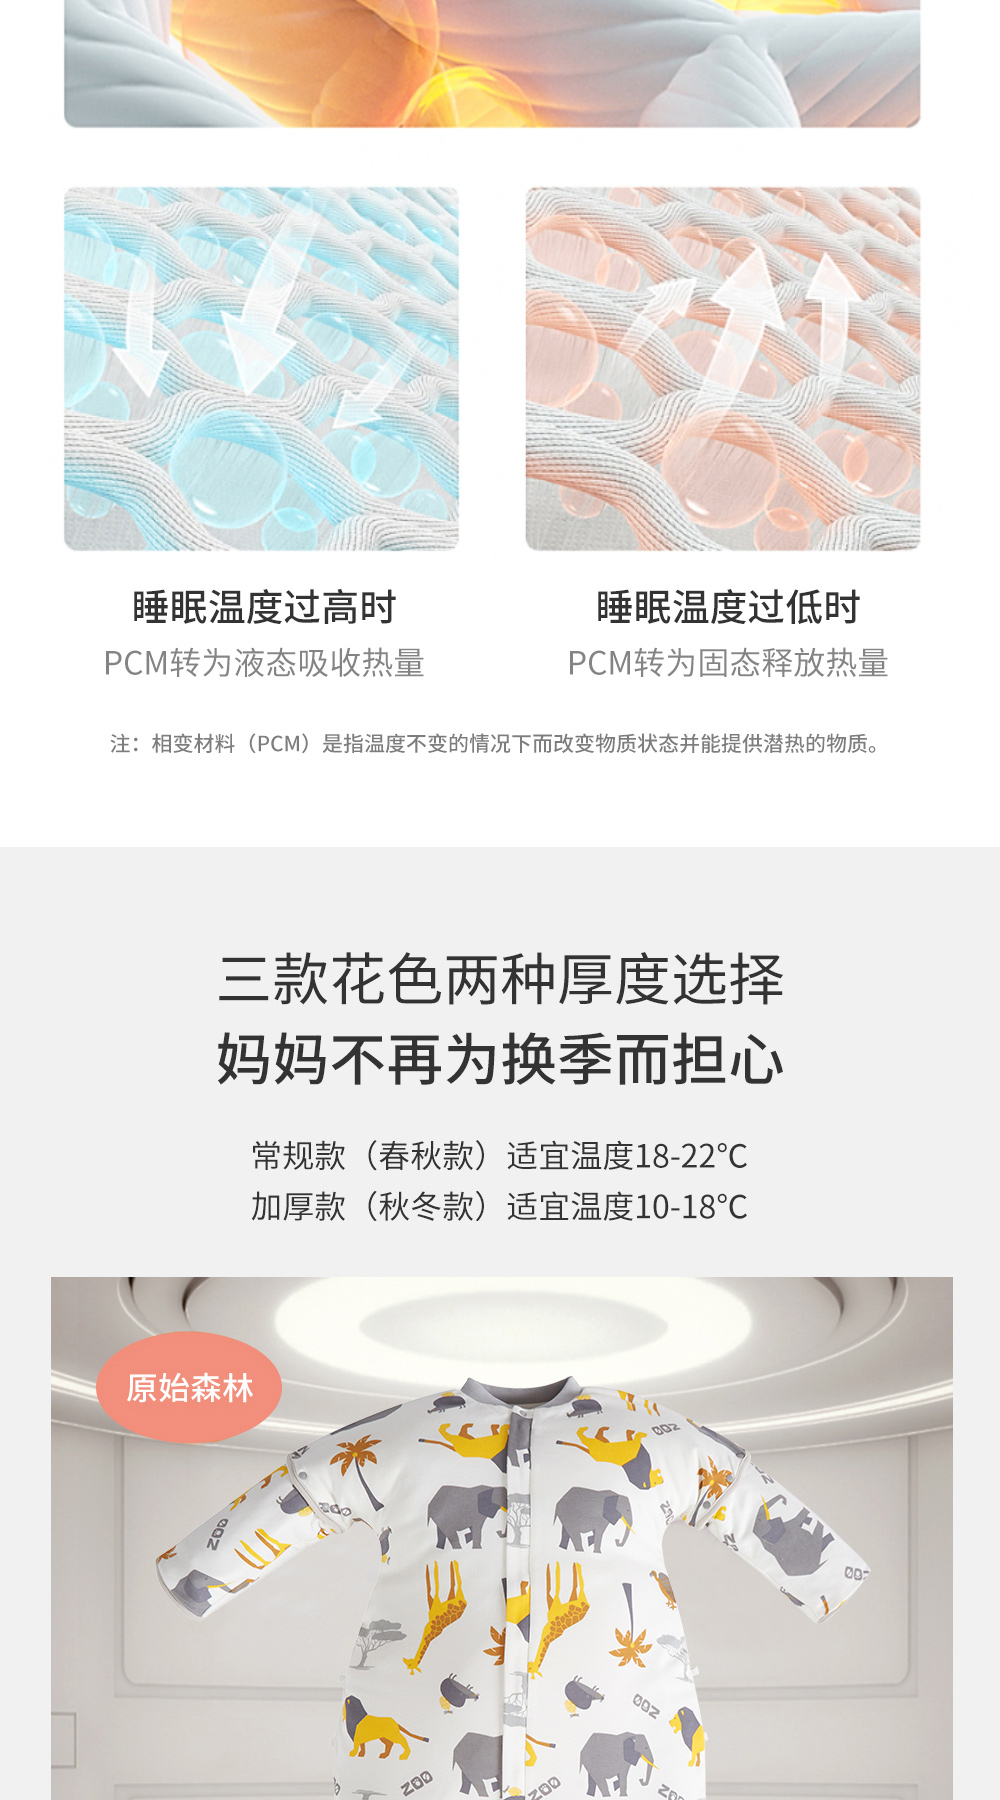 睡眠温度过高时
PCM转为液态吸收热量
睡眠温度过低时
PCM转为固态释放热量
注：相变材料（PCM）是指温度不变的情况下而改变物质状态并能提供潜热的物质。
三款花色两种厚度选择
妈妈不再为换季而担心
常规款（春秋款）适宜温度18-22℃
加厚款（秋冬款）适宜温度10-18℃
原始森林
ZOO
ZOO
ZOO
ZOO
ZOO
ZOO